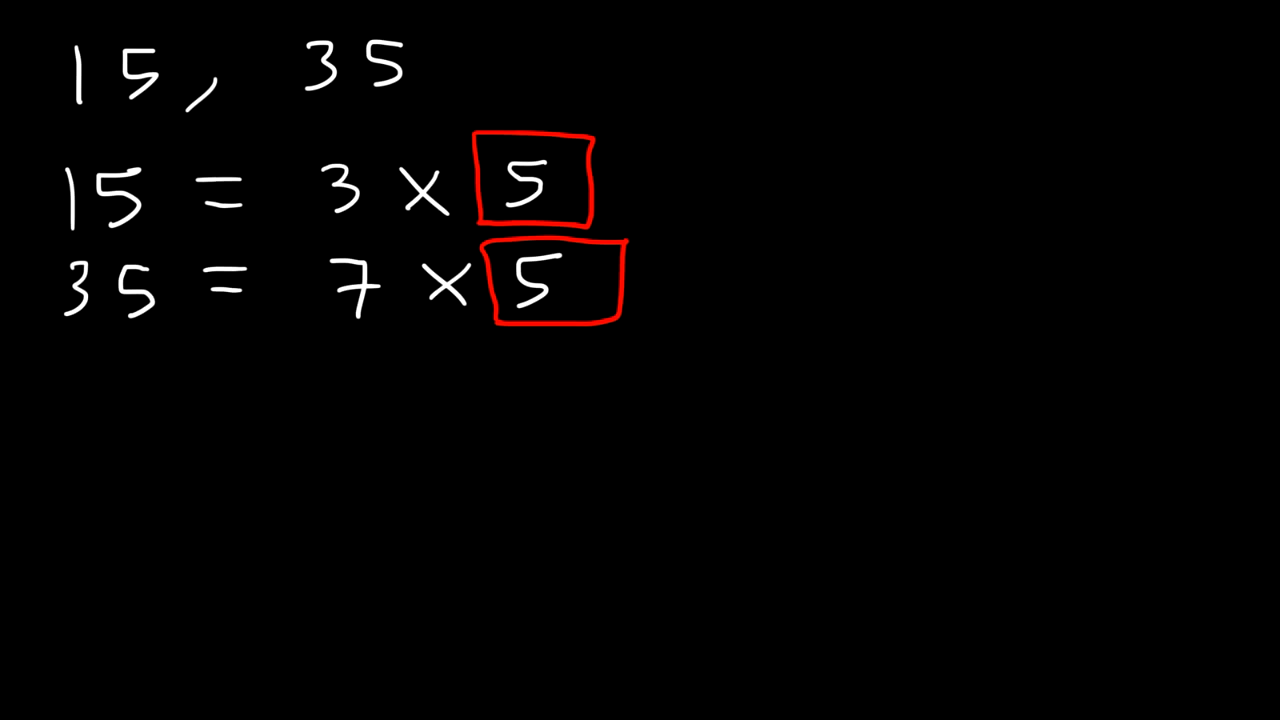 15, 35
15 = 3 × 5
35 = 7 × 5